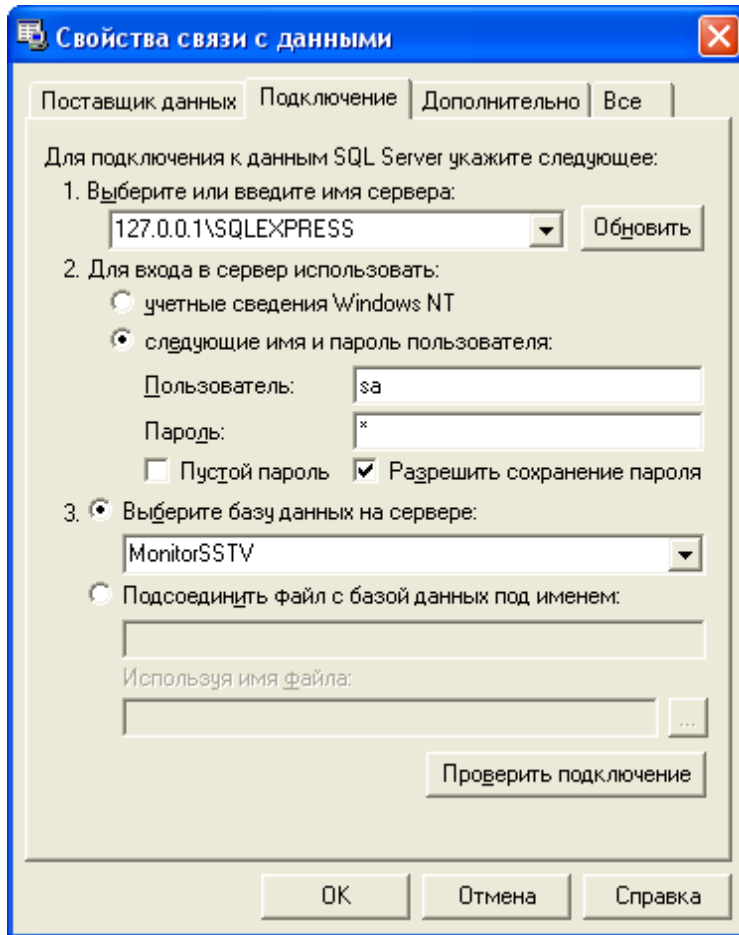 Свойства связи с данными
Поставщик данных Подключение Дополнительно Все
Для подключения к данным SQL Server укажите следующее:
1. Выберите или введите имя сервера:
127.0.0.1\SQLEXPRESS Обновить
2. Для входа в сервер использовать:
учетные сведения Windows NT
следующие имя и пароль пользователя:
Пользователь: sa
Пароль: *
Пустой пароль Разрешить сохранение пароля
3. Выберите базу данных на сервере:
MonitorSSTV
Подсоединить файл с базой данных под именем:
Используя имя файла:
...
Проверить подключение
OK Отмена Справка